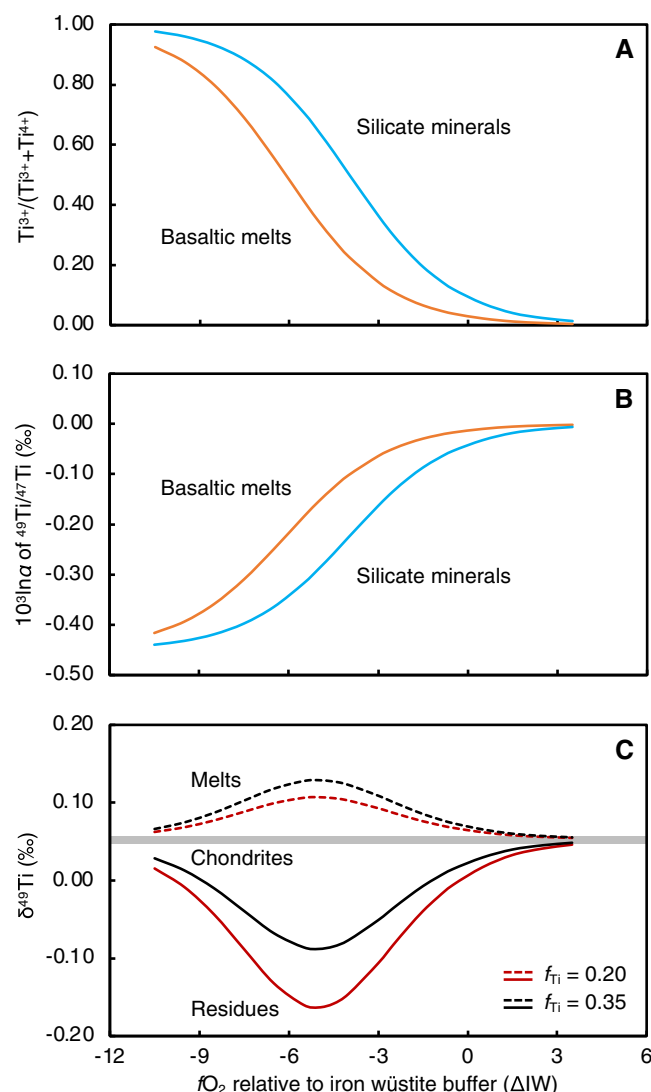 1.00
A
0.80
Silicate minerals
0.60
0.40
Basaltic melts
0.20
0.00
Ti³⁺/(Ti³⁺+Ti⁴⁺)
0.10
B
0.00
-0.10
Basaltic melts
-0.20
-0.30
Silicate minerals
-0.40
-0.50
10³lnα of ⁴⁹Ti/⁴⁷Ti (‰)
0.20
C
Melts
0.10
Chondrites
0.00
-0.10
fTi = 0.20
fTi = 0.35
Residues
-0.20
δ⁴⁹Ti (‰)
-12 -9 -6 -3 0 3 6
fO₂ relative to iron wüstite buffer (ΔIW)